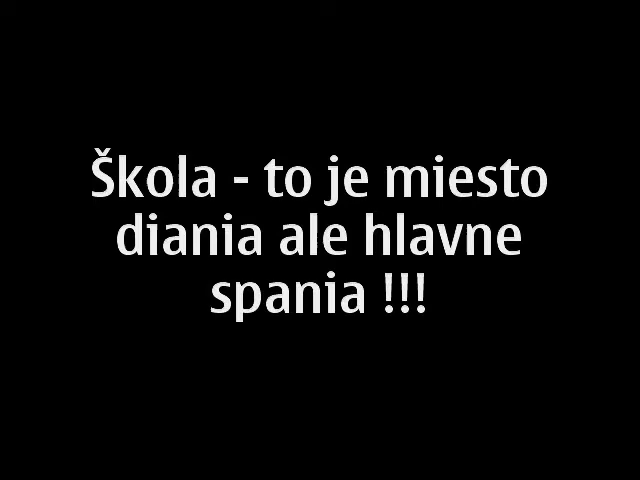 Škola - to je miesto
diania ale hlavne
spania !!!